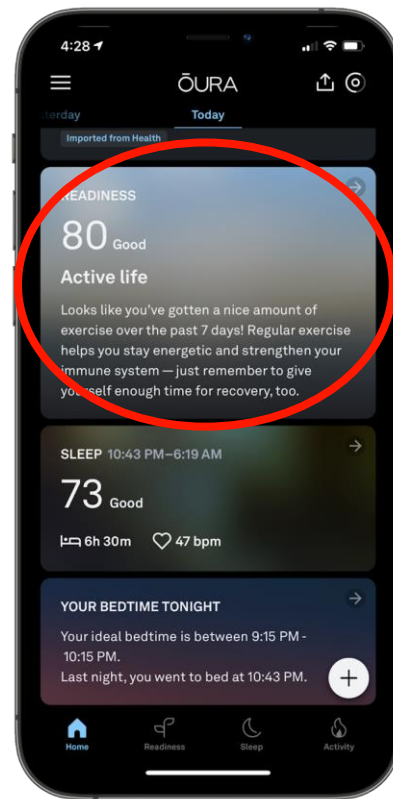 4:28
ŌURA
terday
Today
Imported from Health
READINESS
80 Good
Active life
Looks like you've gotten a nice amount of
exercise over the past 7 days! Regular exercise
helps you stay energetic and strengthen your
immune system — just remember to give
yourself enough time for recovery, too.
SLEEP 10:43 PM–6:19 AM
73 Good
6h 30m 47 bpm
YOUR BEDTIME TONIGHT
Your ideal bedtime is between 9:15 PM -
10:15 PM.
Last night, you went to bed at 10:43 PM.
Home Readiness Sleep Activity